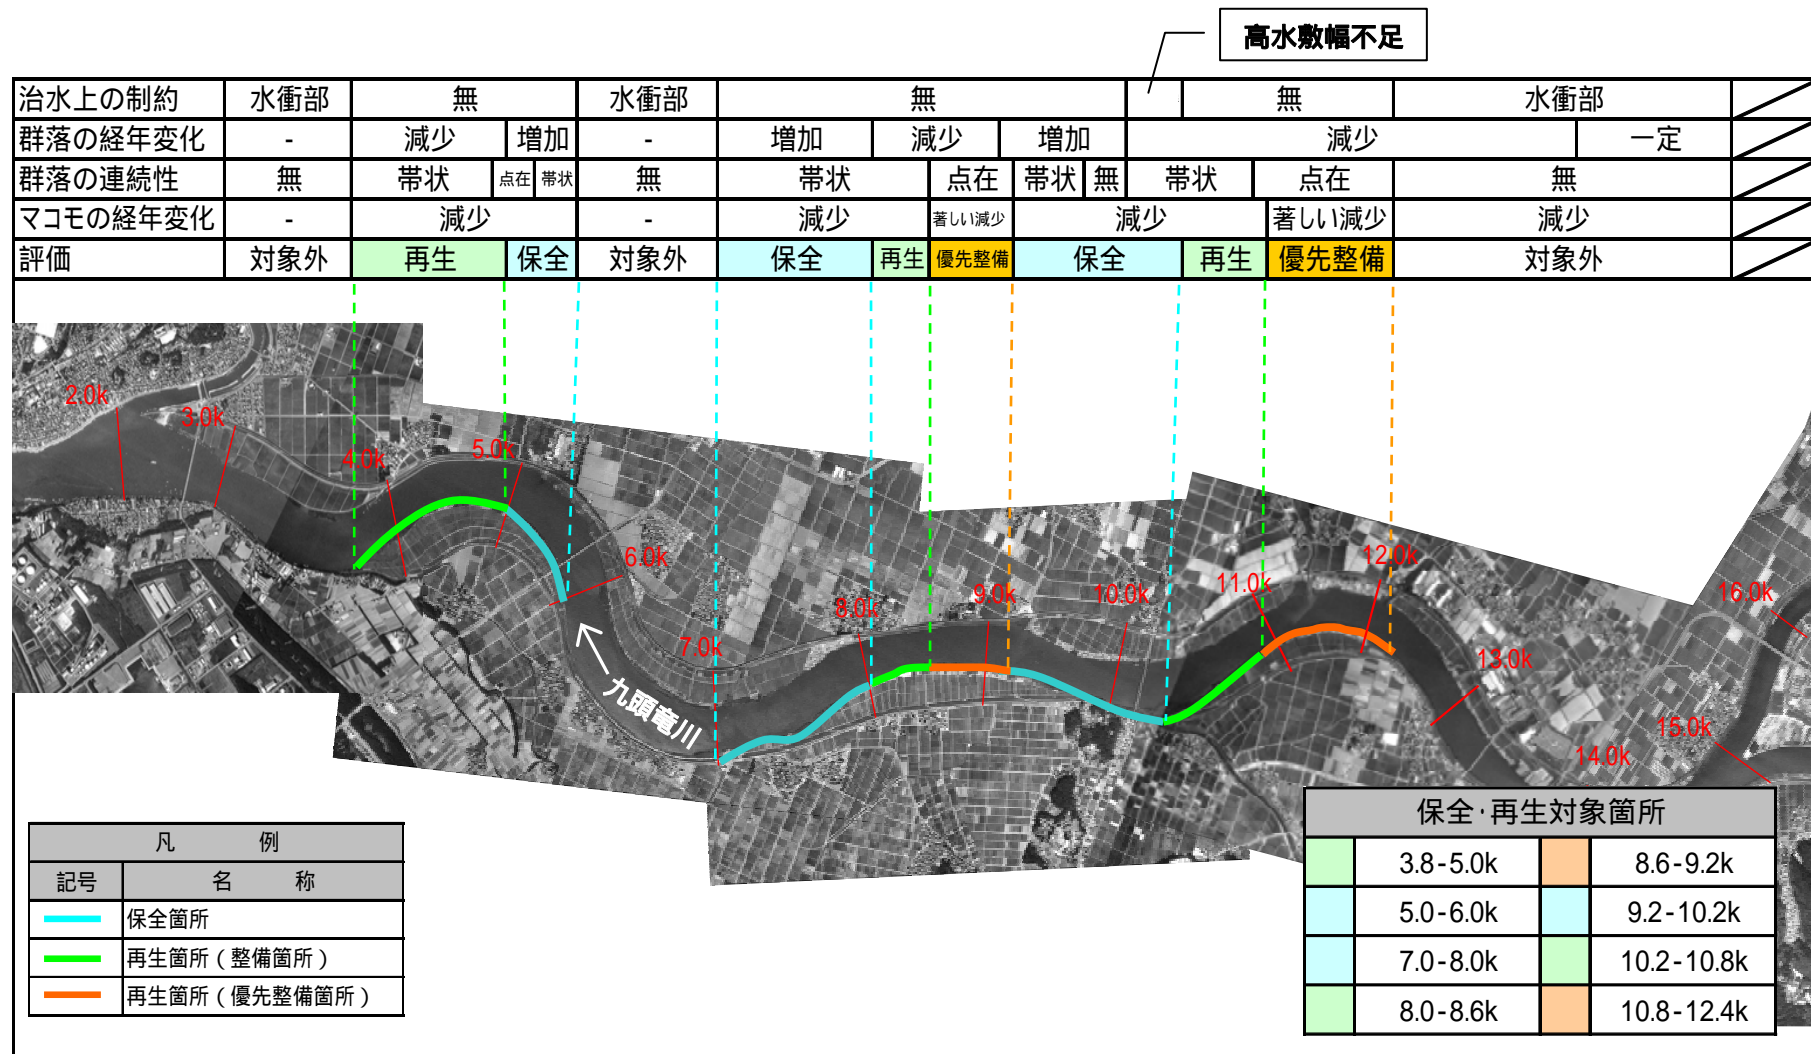 高水敷幅不足
治水上の制約 水衝部 無 水衝部 無 無 水衝部
群落の経年変化 - 減少 増加 - 増加 減少 増加 減少 一定
群落の連続性 無 帯状 点在 帯状 無 帯状 点在 帯状 無 帯状 点在 無
マコモの経年変化 - 減少 - 減少 著しい減少 減少 著しい減少 減少
評価 対象外 再生 保全 対象外 保全 再生 優先整備 保全 再生 優先整備 対象外
2.0k
3.0k
4.0k
5.0k
6.0k
7.0k
8.0k
9.0k
10.0k
11.0k
12.0k
13.0k
14.0k
15.0k
16.0k
九頭竜川
凡 例
記号 名 称
保全箇所
再生箇所(整備箇所)
再生箇所(優先整備箇所)
保全・再生対象箇所
3.8-5.0k 8.6-9.2k
5.0-6.0k 9.2-10.2k
7.0-8.0k 10.2-10.8k
8.0-8.6k 10.8-12.4k